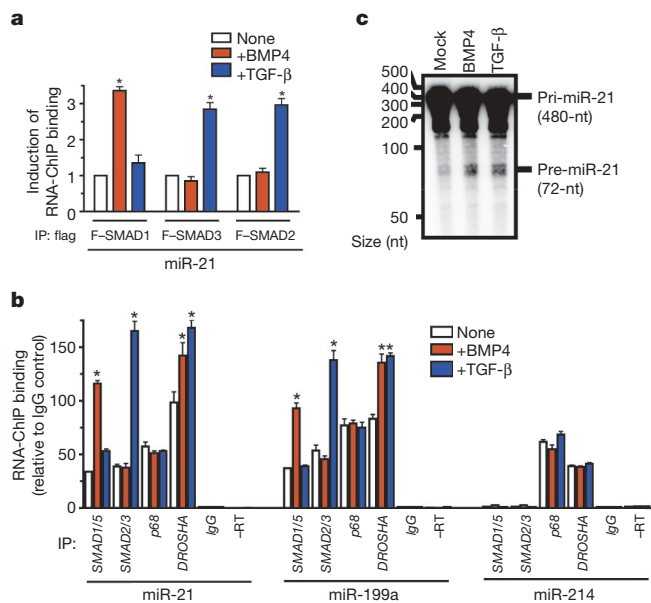 a
None
+BMP4
+TGF-β
Induction of
RNA-ChIP binding
3
2
1
0
* * *
IP: flag F–SMAD1 F–SMAD3 F–SMAD2
miR-21
c
Mock BMP4 TGF-β
500
400
300
200
100
50
Size (nt)
Pri-miR-21
(480-nt)
Pre-miR-21
(72-nt)
b
None
+BMP4
+TGF-β
RNA-ChIP binding
(relative to IgG control)
150
100
50
0
* * * * * * **
IP: SMAD1/5 SMAD2/3 p68 DROSHA IgG –RT SMAD1/5 SMAD2/3 p68 DROSHA IgG –RT SMAD1/5 SMAD2/3 p68 DROSHA IgG –RT
miR-21 miR-199a miR-214